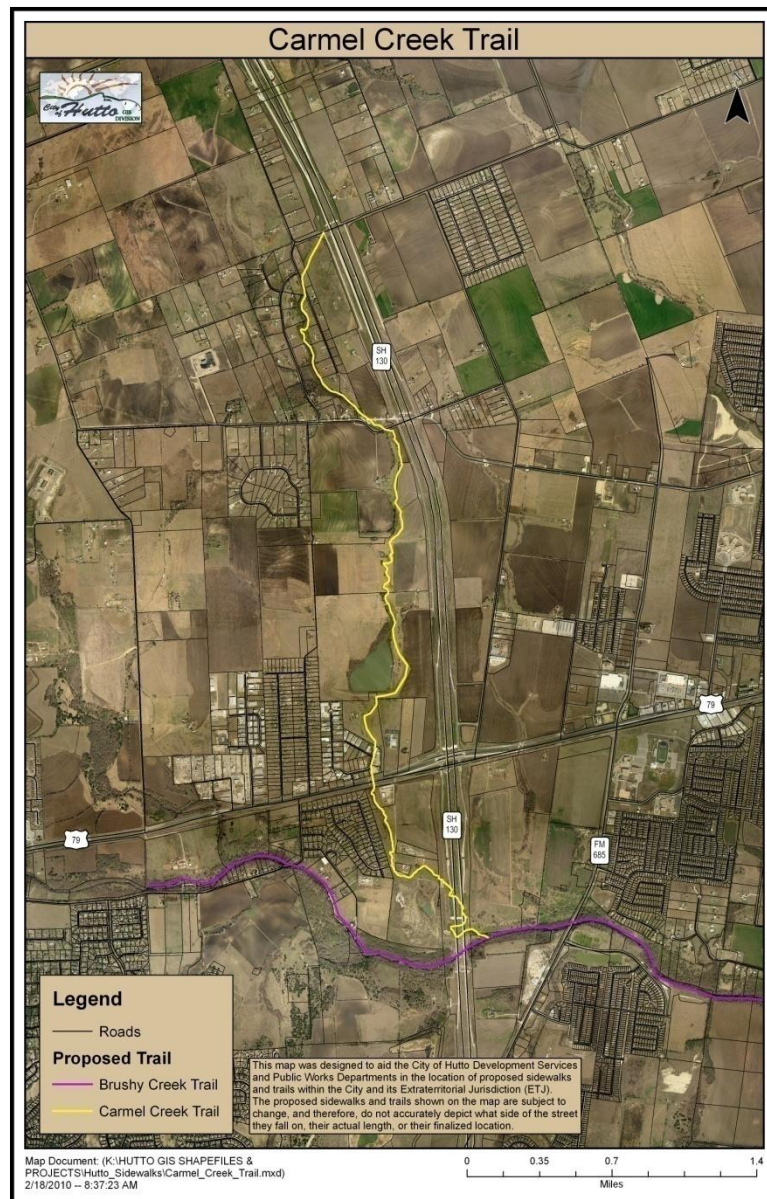 Carmel Creek Trail
City of Hutto
GIS
DIVISION
SH
130
79
SH
130
79
FM
685
Legend
Roads
Proposed Trail
Brushy Creek Trail
Carmel Creek Trail
This map was designed to aid the City of Hutto Development Services
and Public Works Departments in the location of proposed sidewalks
and trails within the City and its Extraterritorial Jurisdiction (ETJ).
The proposed sidewalks and trails shown on the map are subject to
change, and therefore, do not accurately depict what side of the street
they fall on, their actual length, or their finalized location.
Map Document: (K:\HUTTO GIS SHAPEFILES &
PROJECTS\Hutto_Sidewalks\Carmel_Creek_Trail.mxd)
2/18/2010 -- 8:37:23 AM
0 0.35 0.7 1.4
Miles